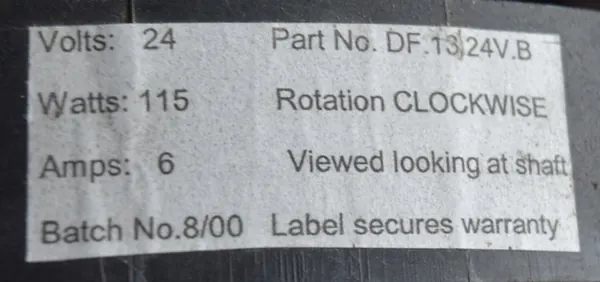 Volts: 24 Part No. DF.13,24V.B
Watts: 115 Rotation CLOCKWISE
Amps: 6 Viewed looking at shaft
Batch No.8/00 Label secures warranty